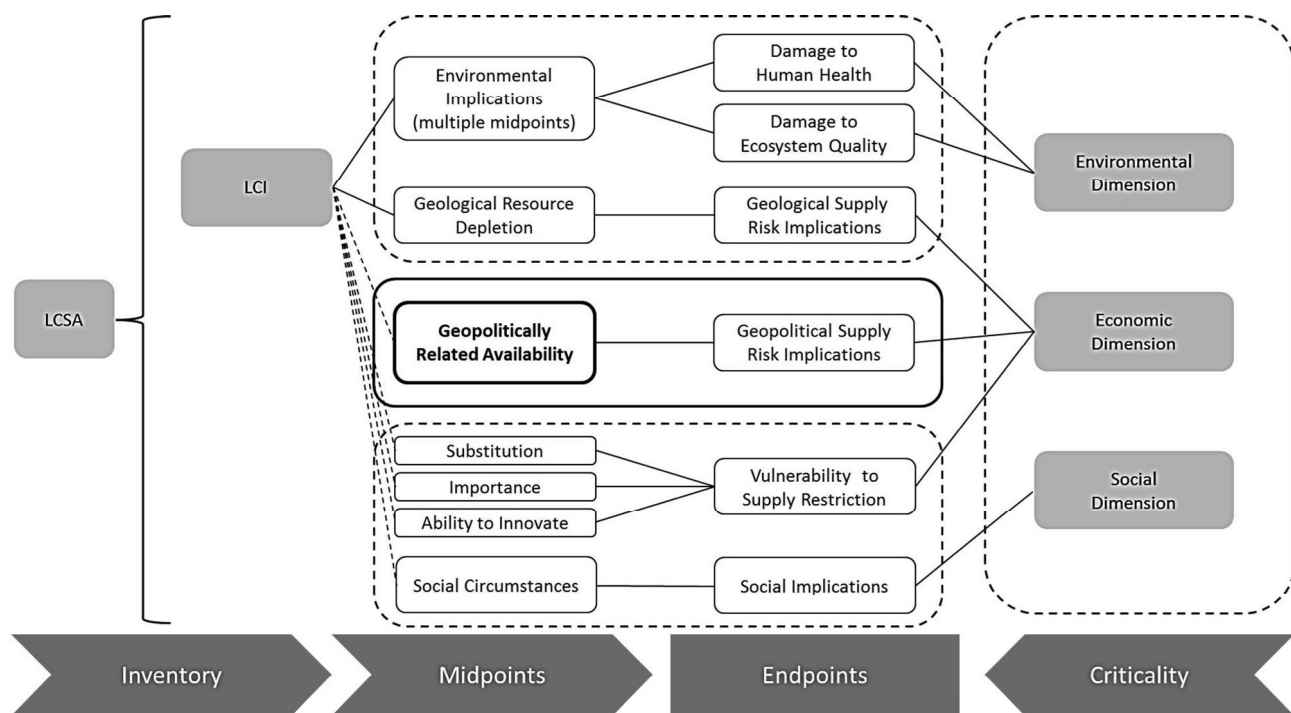 LCSA
LCI
Environmental
Implications
(multiple midpoints)
Geological Resource
Depletion
Geopolitically
Related Availability
Substitution
Importance
Ability to Innovate
Social Circumstances
Damage to
Human Health
Damage to
Ecosystem Quality
Geological Supply
Risk Implications
Geopolitical Supply
Risk Implications
Vulnerability to
Supply Restriction
Social Implications
Environmental
Dimension
Economic
Dimension
Social
Dimension
Inventory
Midpoints
Endpoints
Criticality